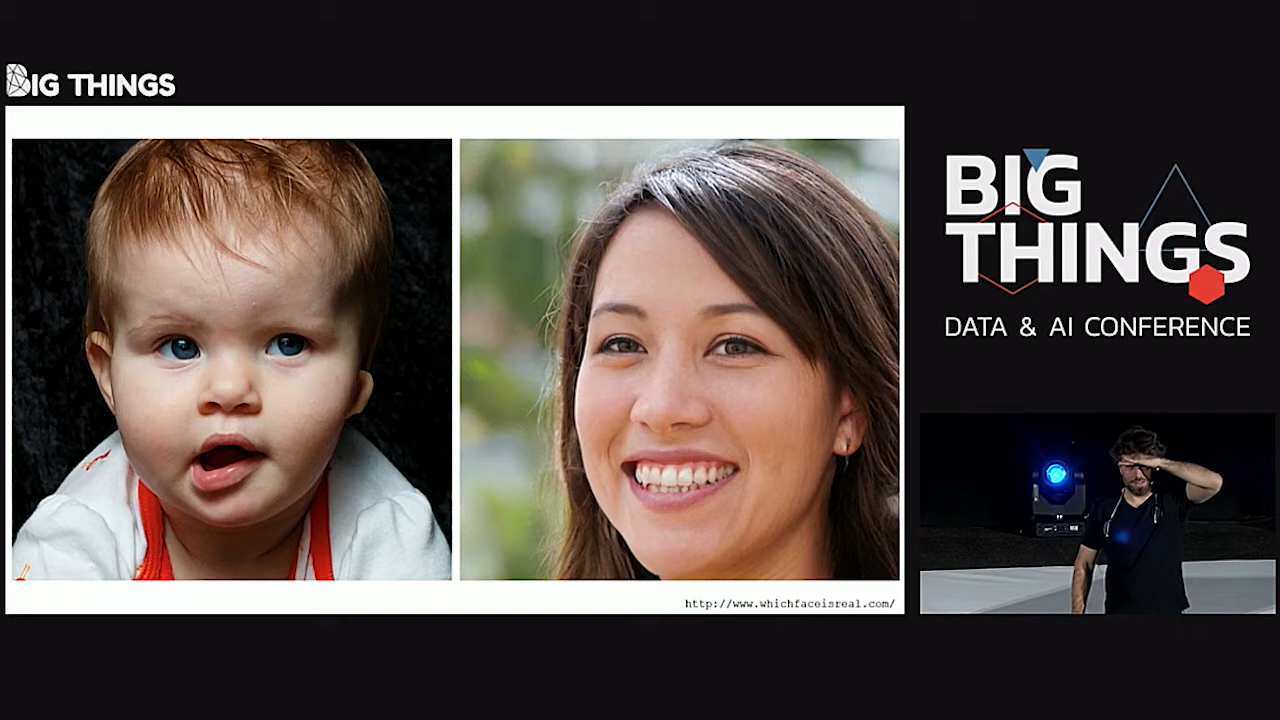 BIG THINGS
http://www.whichfaceisreal.com/
BIG
THINGS
DATA & AI CONFERENCE